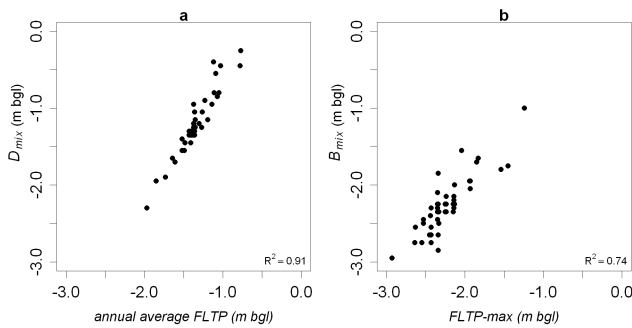 a
0.0
-1.0
-2.0
-3.0
D mix (m bgl)
R² = 0.91
-3.0 -2.0 -1.0 0.0
annual average FLTP (m bgl)
b
0.0
-1.0
-2.0
-3.0
B mix (m bgl)
R² = 0.74
-3.0 -2.0 -1.0 0.0
FLTP-max (m bgl)